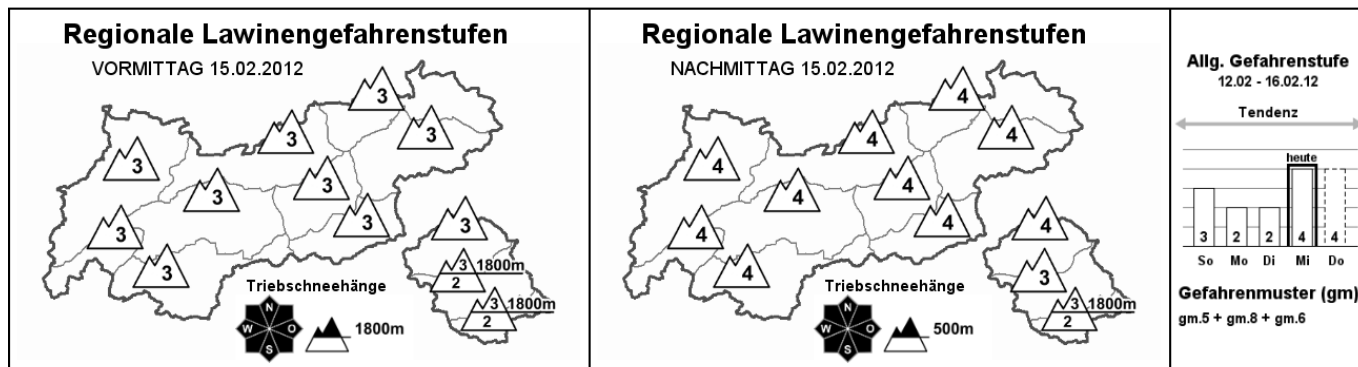 Regionale Lawinengefahrenstufen
VORMITTAG 15.02.2012
3
3
3
3
3
3
3
3
3
3
3 1800m
2
3 1800m
2
Triebschneehänge
N
W O
S
1800m
Regionale Lawinengefahrenstufen
NACHMITTAG 15.02.2012
4
4
4
4
4
4
4
4
4
4
3
3 1800m
2
Triebschneehänge
N
W O
S
500m
Allg. Gefahrenstufe
12.02 - 16.02.12
Tendenz
heute
3 2 2 4 4
So Mo Di Mi Do
Gefahrenmuster (gm)
gm.5 + gm.8 + gm.6